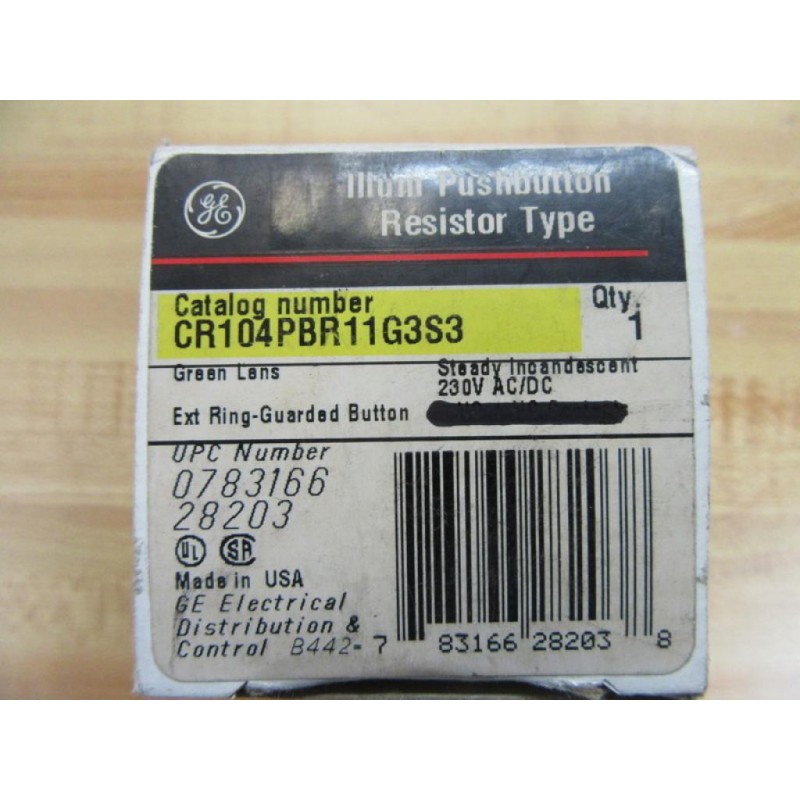 GE
Illum Pushbutton
Resistor Type
Catalog number
CR104PBR11G3S3
Qty.
1
Green Lens
Steady Incandescent
230V AC/DC
Ext Ring-Guarded Button
UPC Number
0783166
28203
UL SA
Made in USA
GE Electrical
Distribution &
Control B442-
7 83166 28203 8